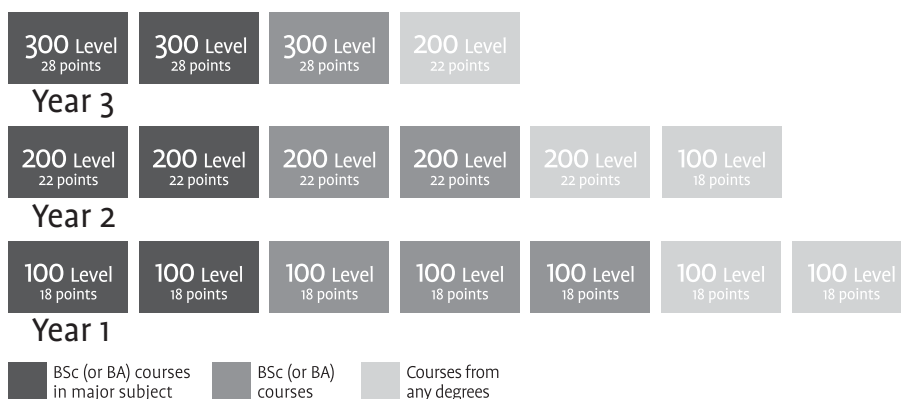 300 Level 300 Level 300 Level 200 Level
28 points 28 points 28 points 22 points
Year 3
200 Level 200 Level 200 Level 200 Level 200 Level 100 Level
22 points 22 points 22 points 22 points 22 points 18 points
Year 2
100 Level 100 Level 100 Level 100 Level 100 Level 100 Level 100 Level
18 points 18 points 18 points 18 points 18 points 18 points 18 points
Year 1
BSc (or BA) courses BSc (or BA) Courses from
in major subject courses any degrees